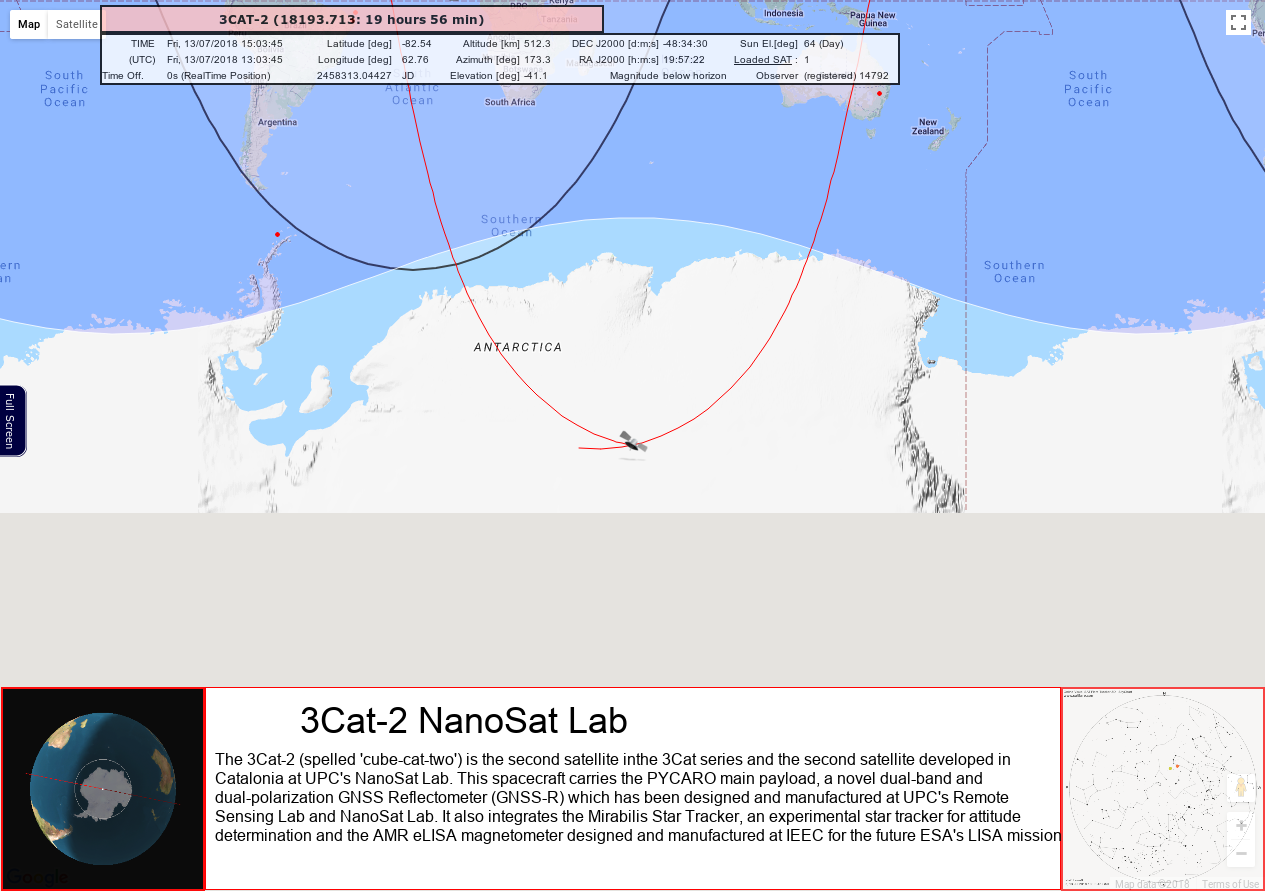 Map
Satellite
3CAT-2 (18193.713: 19 hours 56 min)
TIME Fri, 13/07/2018 15:03:45 Latitude [deg] -82.54 Altitude [km] 512.3 DEC J2000 [d:m:s] -48:34:30 Sun El.[deg] 64 (Day)
(UTC) Fri, 13/07/2018 13:03:45 Longitude [deg] 62.76 Azimuth [deg] 173.3 RA J2000 [h:m:s] 19:57:22 Loaded SAT : 1
Time Off. 0s (RealTime Position) 2458313.04427 JD Elevation [deg] -41.1 Magnitude below horizon Observer (registered) 14792
Kenya
Tanzania
Indonesia
Papua New
Guinea
South
Pacific
Ocean
Atlantic
Ocean
South Africa
Argentina
New
Zealand
South
Pacific
Ocean
Southern
Ocean
ern
an
Southern
Ocean
ANTARCTICA
Full Screen
3Cat-2 NanoSat Lab
The 3Cat-2 (spelled 'cube-cat-two') is the second satellite inthe 3Cat series and the second satellite developed in
Catalonia at UPC's NanoSat Lab. This spacecraft carries the PYCARO main payload, a novel dual-band and
dual-polarization GNSS Reflectometer (GNSS-R) which has been designed and manufactured at UPC's Remote
Sensing Lab and NanoSat Lab. It also integrates the Mirabilis Star Tracker, an experimental star tracker for attitude
determination and the AMR eLISA magnetometer designed and manufactured at IEEC for the future ESA's LISA mission
Google
Map data ©2018 Terms of Use